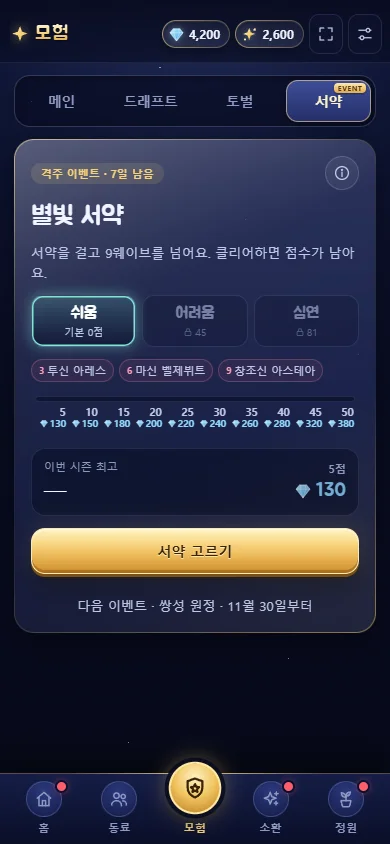 모험
4,200
2,600
메인
드래프트
토벌
서약
EVENT
격주 이벤트 · 7일 남음
별빛 서약
서약을 걸고 9웨이브를 넘어요. 클리어하면 점수가 남아
요.
쉬움
기본 0점
어려움
45
심연
81
3 투신 아레스
6 마신 벨제뷔트
9 창조신 아스테아
5 10 15 20 25 30 35 40 45 50
130 150 180 200 220 240 260 280 320 380
이번 시즌 최고
—
5점
130
서약 고르기
다음 이벤트 · 쌍성 원정 · 11월 30일부터
홈
동료
모험
소환
정원